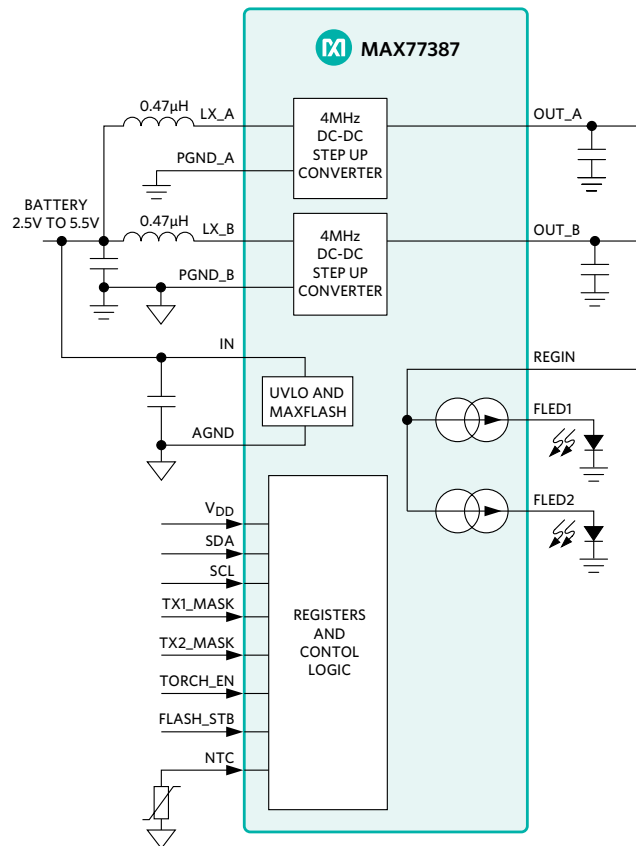 MAX77387
0.47µH
LX_A
4MHz
DC-DC
STEP UP
CONVERTER
OUT_A
PGND_A
BATTERY
2.5V TO 5.5V
0.47µH
LX_B
4MHz
DC-DC
STEP UP
CONVERTER
OUT_B
PGND_B
IN
UVLO AND
MAXFLASH
AGND
REGIN
FLED1
FLED2
VDD
SDA
SCL
TX1_MASK
TX2_MASK
TORCH_EN
FLASH_STB
NTC
REGISTERS
AND
CONTOL
LOGIC